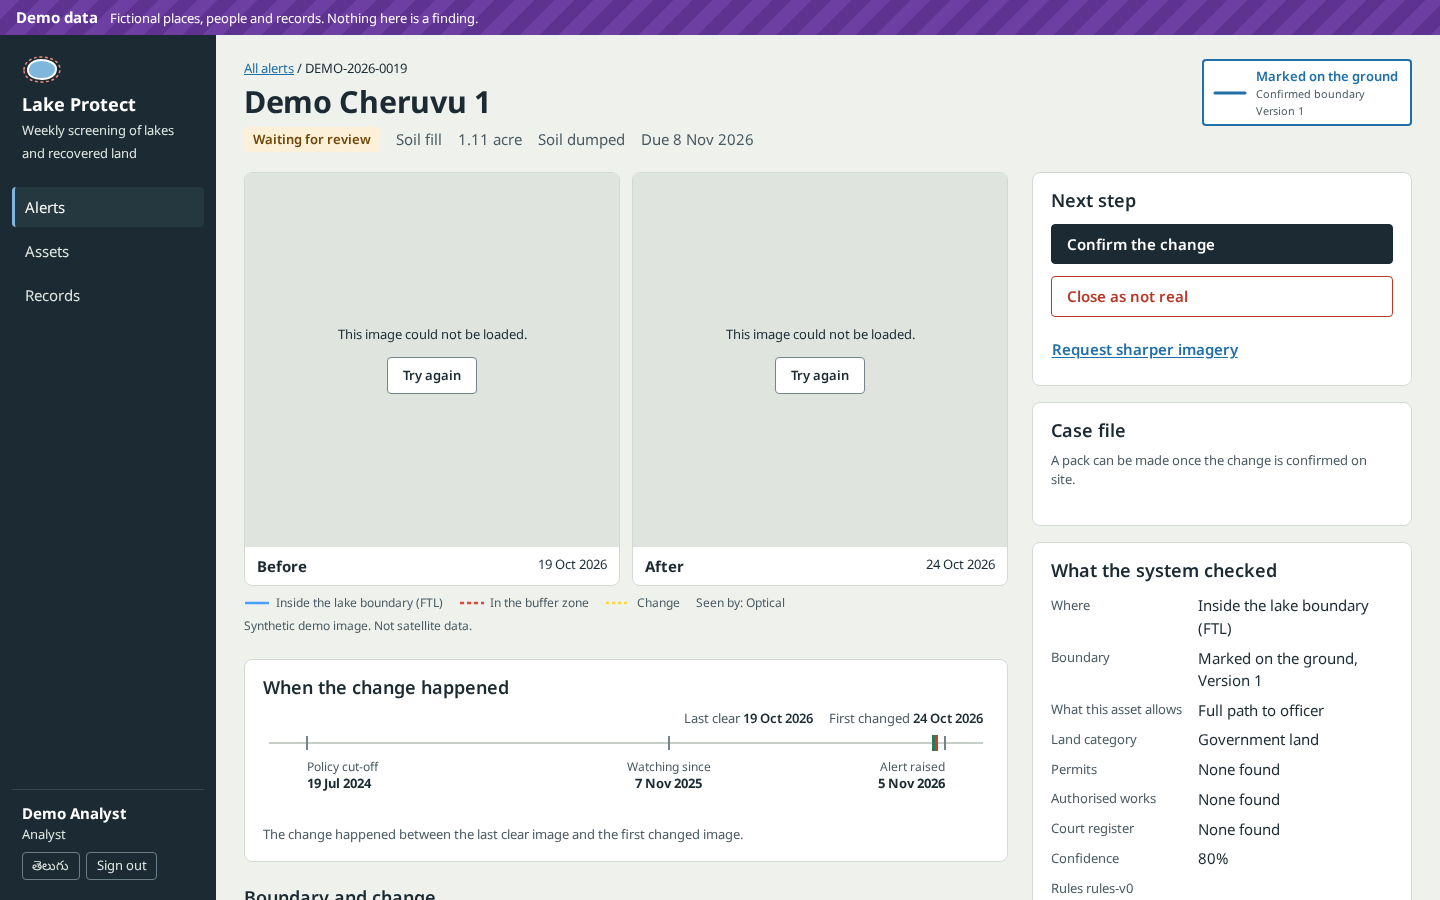 Demo data Fictional places, people and records. Nothing here is a finding.
Lake Protect
Weekly screening of lakes
and recovered land
Alerts
Assets
Records
Demo Analyst
Analyst
తెలుగు
Sign out
All alerts / DEMO-2026-0019
Demo Cheruvu 1
Waiting for review Soil fill 1.11 acre Soil dumped Due 8 Nov 2026
Marked on the ground
Confirmed boundary
Version 1
This image could not be loaded.
Try again
Before 19 Oct 2026
This image could not be loaded.
Try again
After 24 Oct 2026
Inside the lake boundary (FTL) In the buffer zone Change Seen by: Optical
Synthetic demo image. Not satellite data.
When the change happened
Last clear 19 Oct 2026 First changed 24 Oct 2026
Policy cut-off
19 Jul 2024
Watching since
7 Nov 2025
Alert raised
5 Nov 2026
The change happened between the last clear image and the first changed image.
Boundary and change
Next step
Confirm the change
Close as not real
Request sharper imagery
Case file
A pack can be made once the change is confirmed on
site.
What the system checked
Where Inside the lake boundary
(FTL)
Boundary Marked on the ground,
Version 1
What this asset allows Full path to officer
Land category Government land
Permits None found
Authorised works None found
Court register None found
Confidence 80%
Rules rules-v0